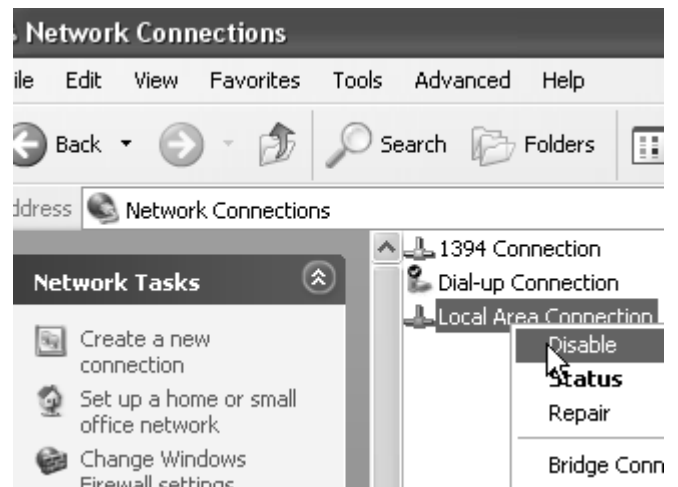 Network Connections
ile Edit View Favorites Tools Advanced Help
Back Search Folders
ddress Network Connections
Network Tasks
Create a new
connection
Set up a home or small
office network
Change Windows
Firewall settings
1394 Connection
Dial-up Connection
Local Area Connection
Disable
Status
Repair
Bridge Conn